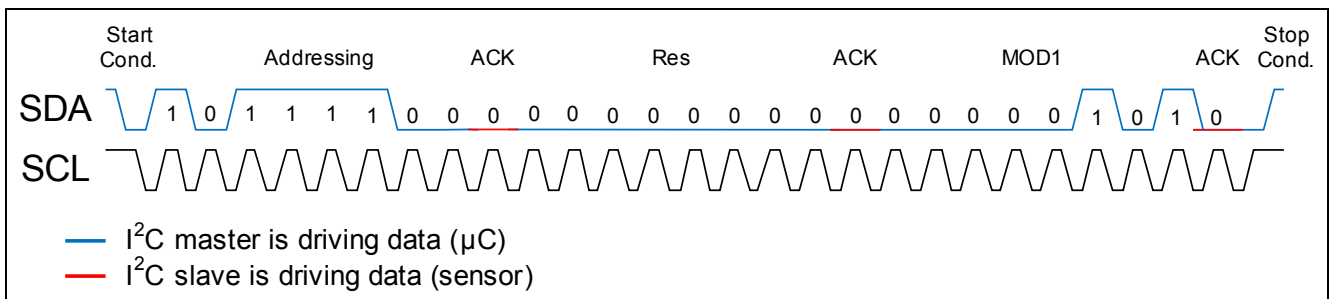 Start Cond.
Addressing
ACK
Res
ACK
MOD1
ACK
Stop Cond.
SDA 1 0 1 1 1 1 0 0 0 0 0 0 0 0 0 0 0 0 0 0 0 0 0 1 0 1 0
SCL
I²C master is driving data (µC)
I²C slave is driving data (sensor)